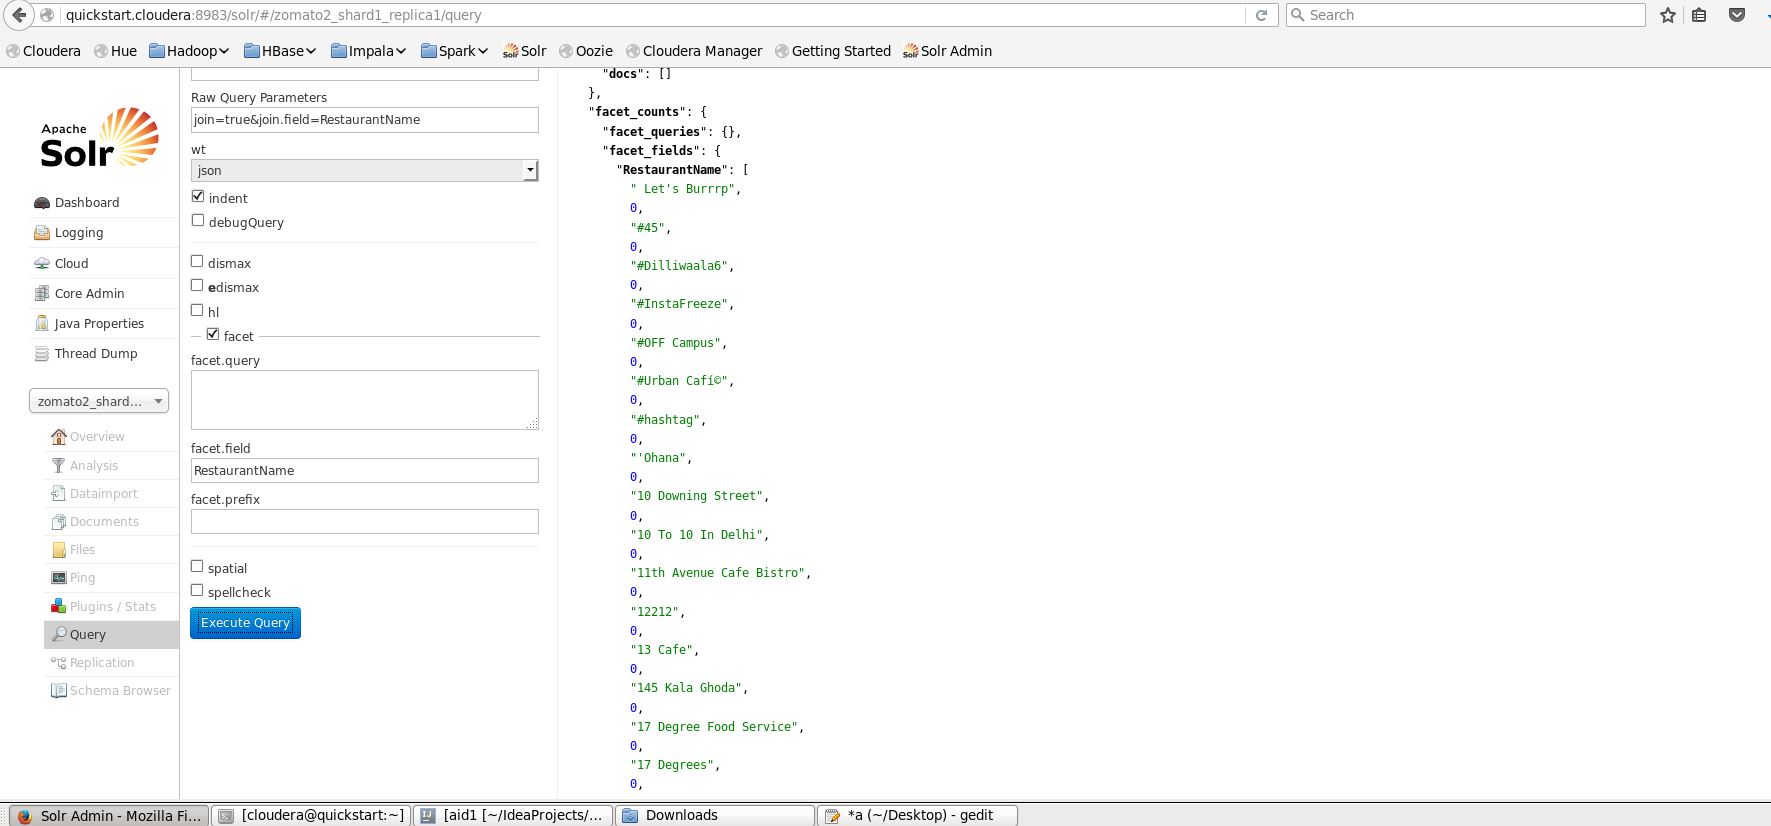 quickstart.cloudera:8983/solr/#/zomato2_shard1_replica1/query
Search
Cloudera Hue Hadoop HBase Impala Spark Solr Oozie Cloudera Manager Getting Started Solr Admin
Apache
Solr
Dashboard
Logging
Cloud
Core Admin
Java Properties
Thread Dump
zomato2_shard...
Overview
Analysis
Dataimport
Documents
Files
Ping
Plugins / Stats
Query
Replication
Schema Browser
Raw Query Parameters
join=true&join.field=RestaurantName
wt
json
indent
debugQuery
dismax
edismax
hl
facet
facet.query
facet.field
RestaurantName
facet.prefix
spatial
spellcheck
Execute Query
"docs": []
},
"facet_counts": {
"facet_queries": {},
"facet_fields": {
"RestaurantName": [
" Let's Burrrp",
0,
"#45",
0,
"#Dilliwaala6",
0,
"#InstaFreeze",
0,
"#OFF Campus",
0,
"#Urban Cafí©",
0,
"#hashtag",
0,
"'Ohana",
0,
"10 Downing Street",
0,
"10 To 10 In Delhi",
0,
"11th Avenue Cafe Bistro",
0,
"12212",
0,
"13 Cafe",
0,
"145 Kala Ghoda",
0,
"17 Degree Food Service",
0,
"17 Degrees",
0,
Solr Admin - Mozilla Fi...
[cloudera@quickstart:~]
[aid1 [~/IdeaProjects/...
Downloads
*a (~/Desktop) - gedit